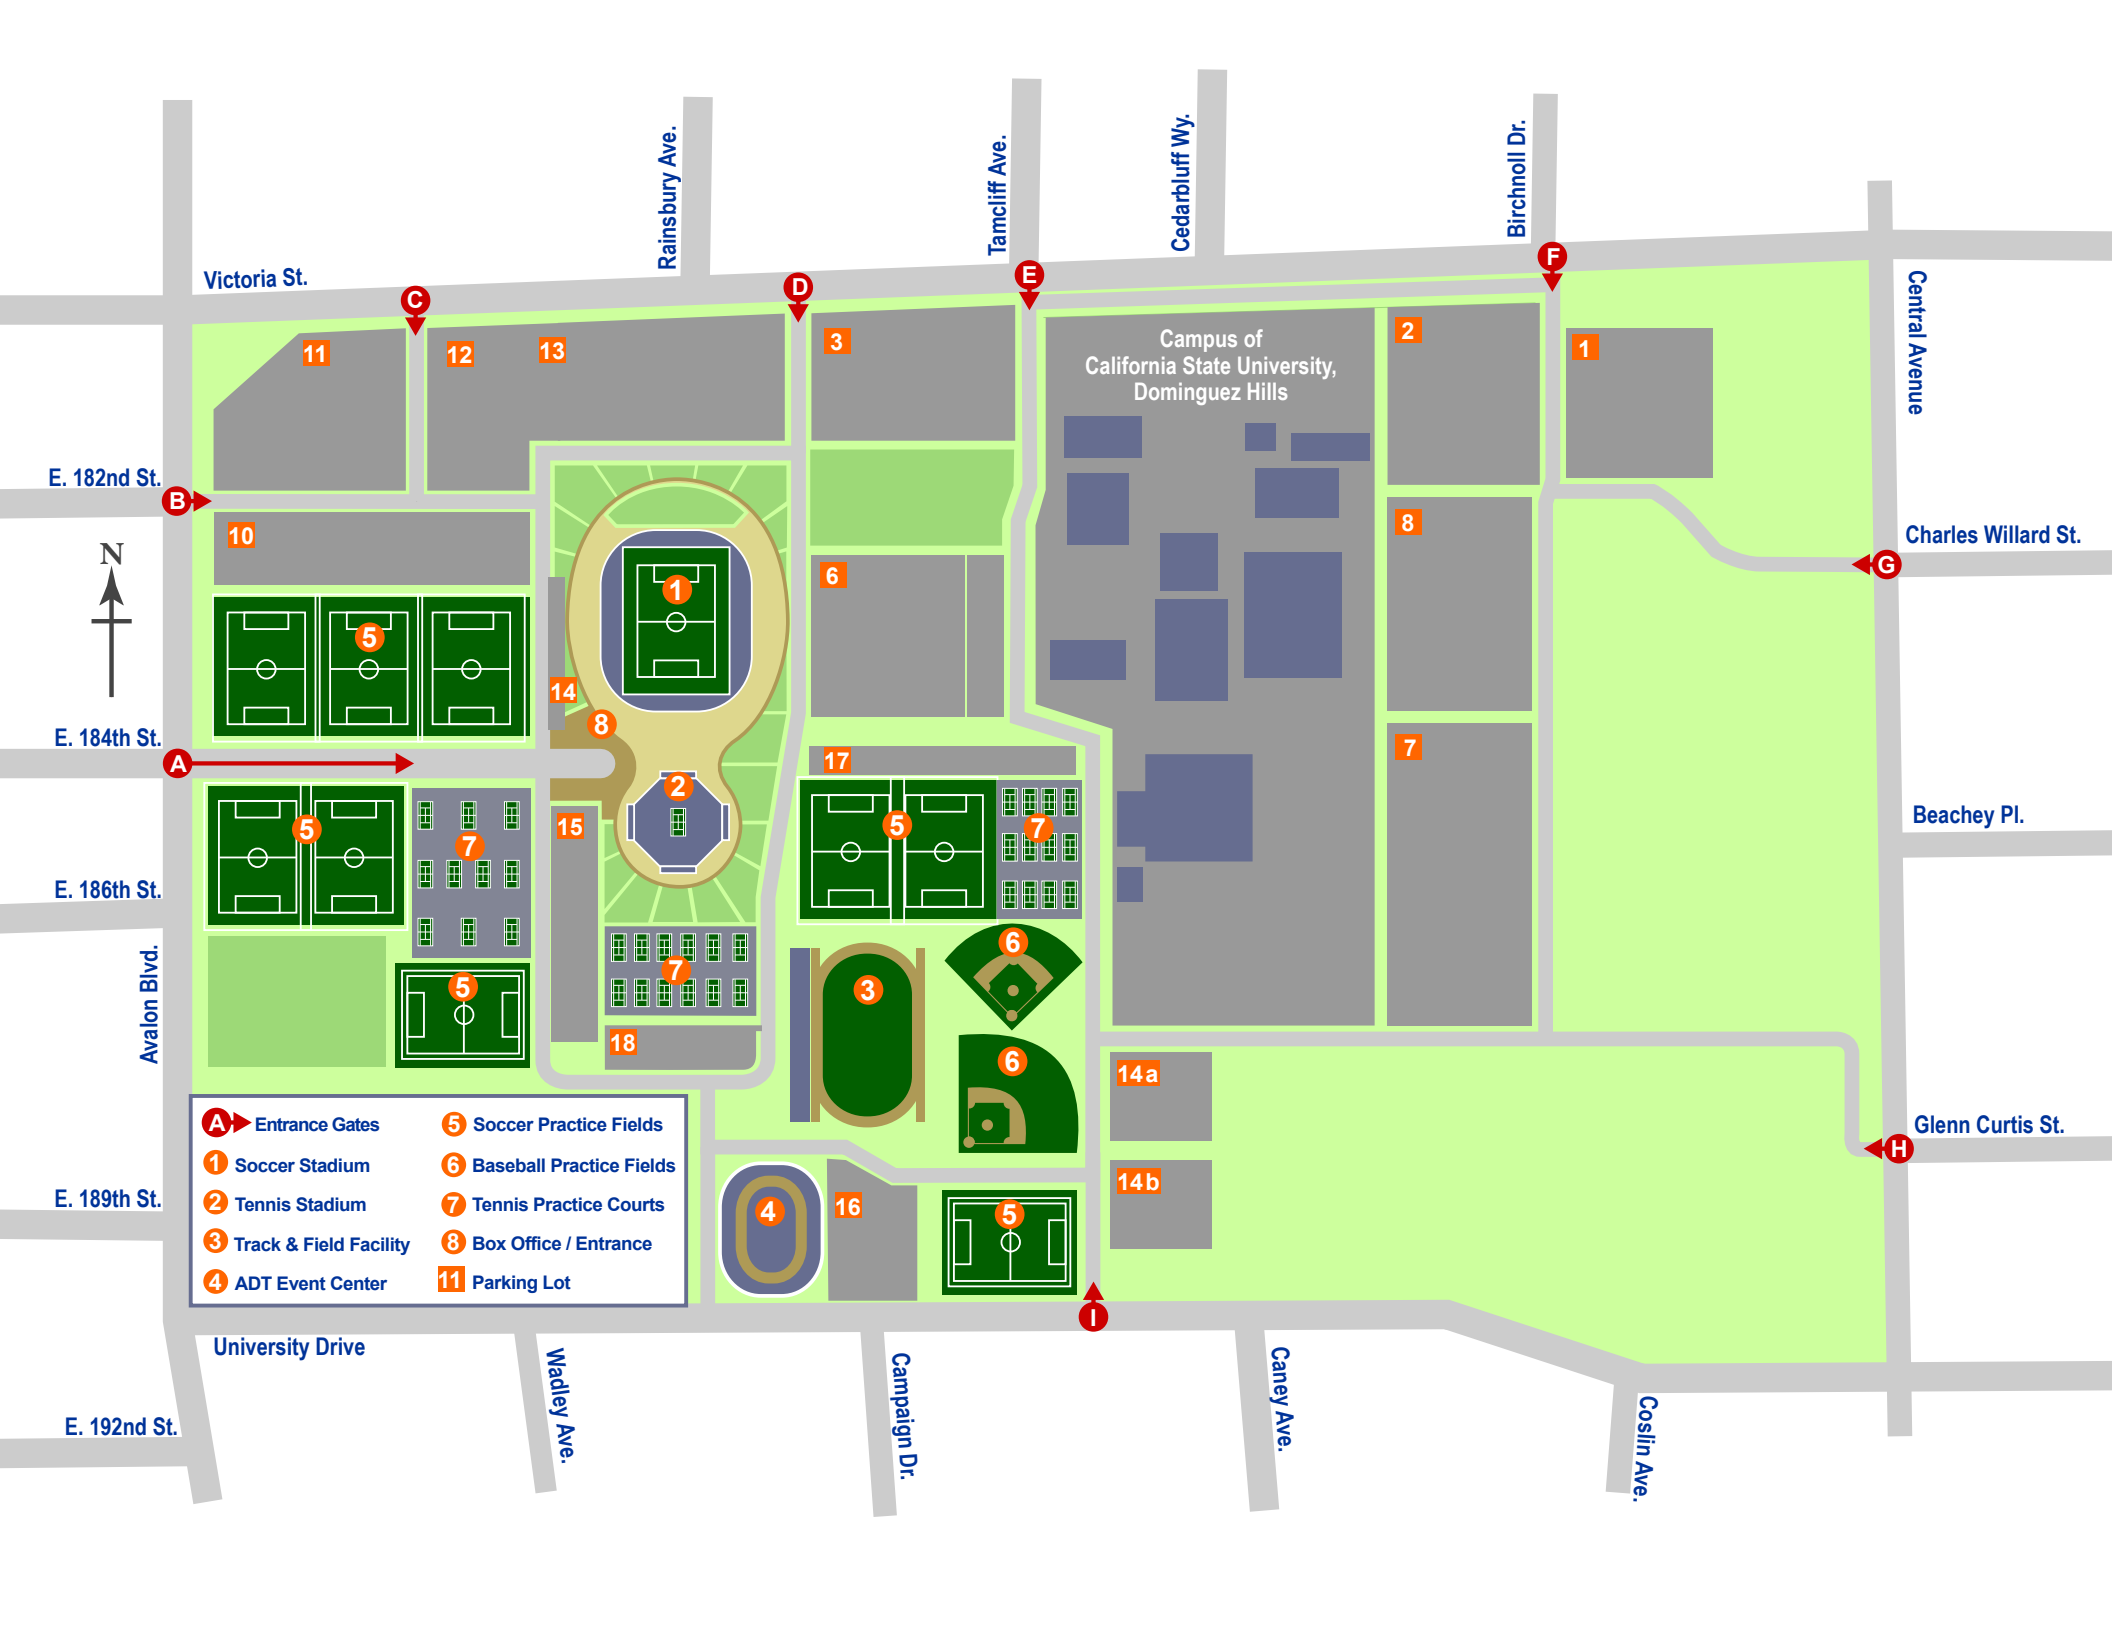 Rainsbury Ave.
Tamcliff Ave.
Cedarbluff Wy.
Birchnoll Dr.
Victoria St.
C
D
E
F
Central Avenue
11
12
13
3
Campus of
California State University,
Dominguez Hills
2
1
E. 182nd St.
B
10
N
8
Charles Willard St.
G
1
6
5
14
8
E. 184th St.
A
17
7
2
15
5
7
5
7
Beachey Pl.
E. 186th St.
Avalon Blvd.
5
7
3
6
18
6
14a
14b
Glenn Curtis St.
H
E. 189th St.
4
16
5
I
A Entrance Gates
1 Soccer Stadium
2 Tennis Stadium
3 Track & Field Facility
4 ADT Event Center
5 Soccer Practice Fields
6 Baseball Practice Fields
7 Tennis Practice Courts
8 Box Office / Entrance
11 Parking Lot
University Drive
Wadley Ave.
Campaign Dr.
Caney Ave.
Coslin Ave.
E. 192nd St.